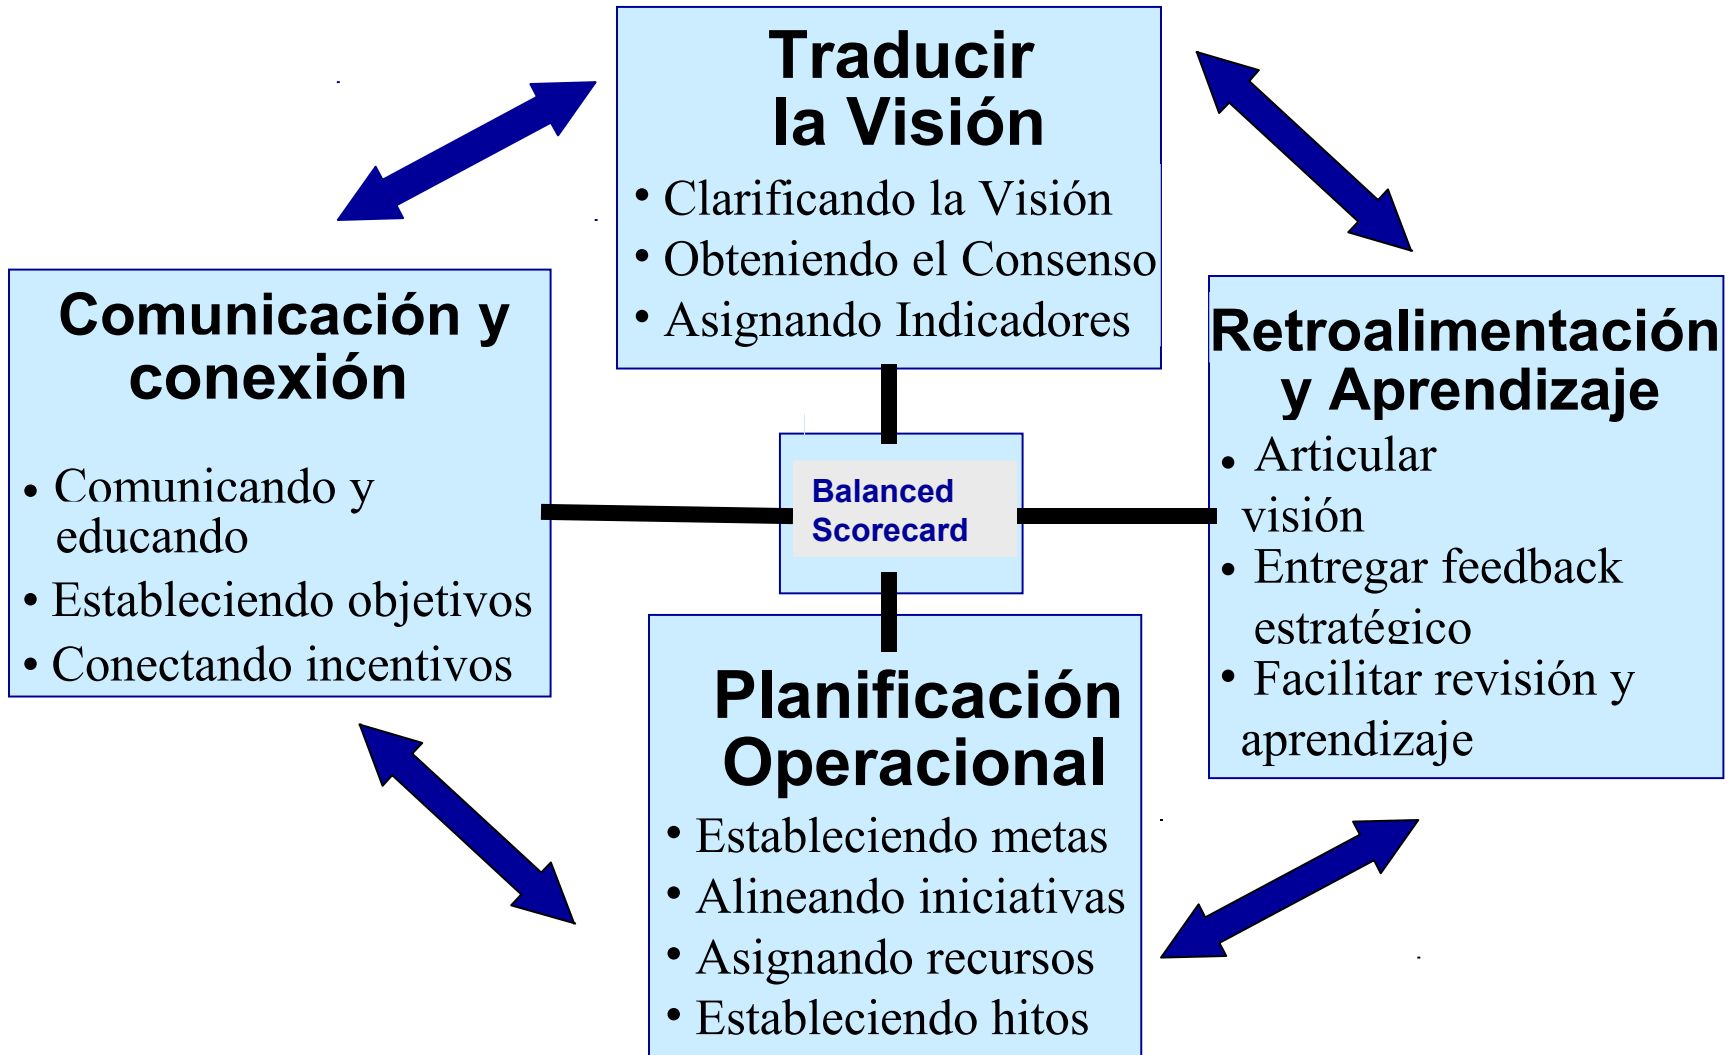 Traducir
la Visión
• Clarificando la Visión
• Obteniendo el Consenso
• Asignando Indicadores
Comunicación y
conexión
• Comunicando y
educando
• Estableciendo objetivos
• Conectando incentivos
Balanced
Scorecard
Retroalimentación
y Aprendizaje
• Articular
visión
• Entregar feedback
estratégico
• Facilitar revisión y
aprendizaje
Planificación
Operacional
• Estableciendo metas
• Alineando iniciativas
• Asignando recursos
• Estableciendo hitos